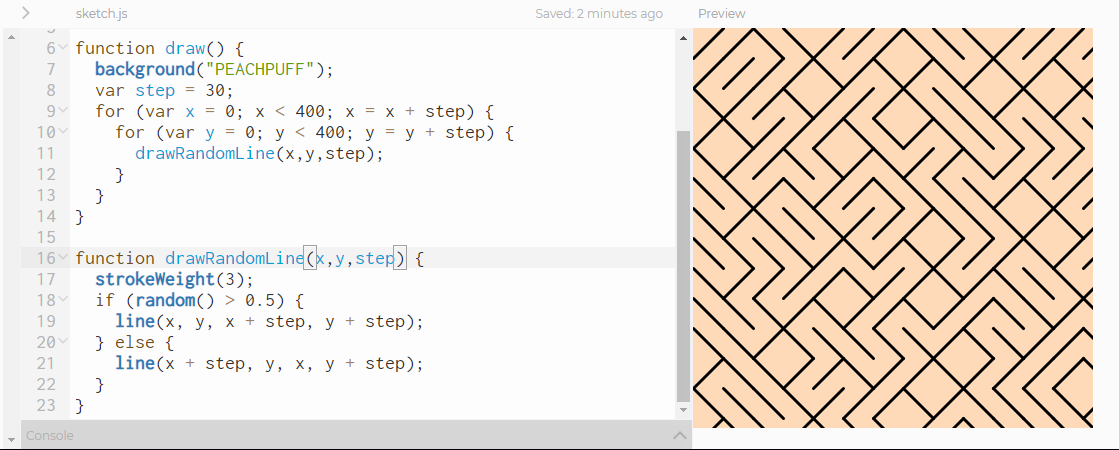 sketch.js Saved: 2 minutes ago Preview
6 function draw() {
7 background("PEACHPUFF");
8 var step = 30;
9 for (var x = 0; x < 400; x = x + step) {
10 for (var y = 0; y < 400; y = y + step) {
11 drawRandomLine(x,y,step);
12 }
13 }
14 }
15
16 function drawRandomLine(x,y,step) {
17 strokeWeight(3);
18 if (random() > 0.5) {
19 line(x, y, x + step, y + step);
20 } else {
21 line(x + step, y, x, y + step);
22 }
23 }
Console